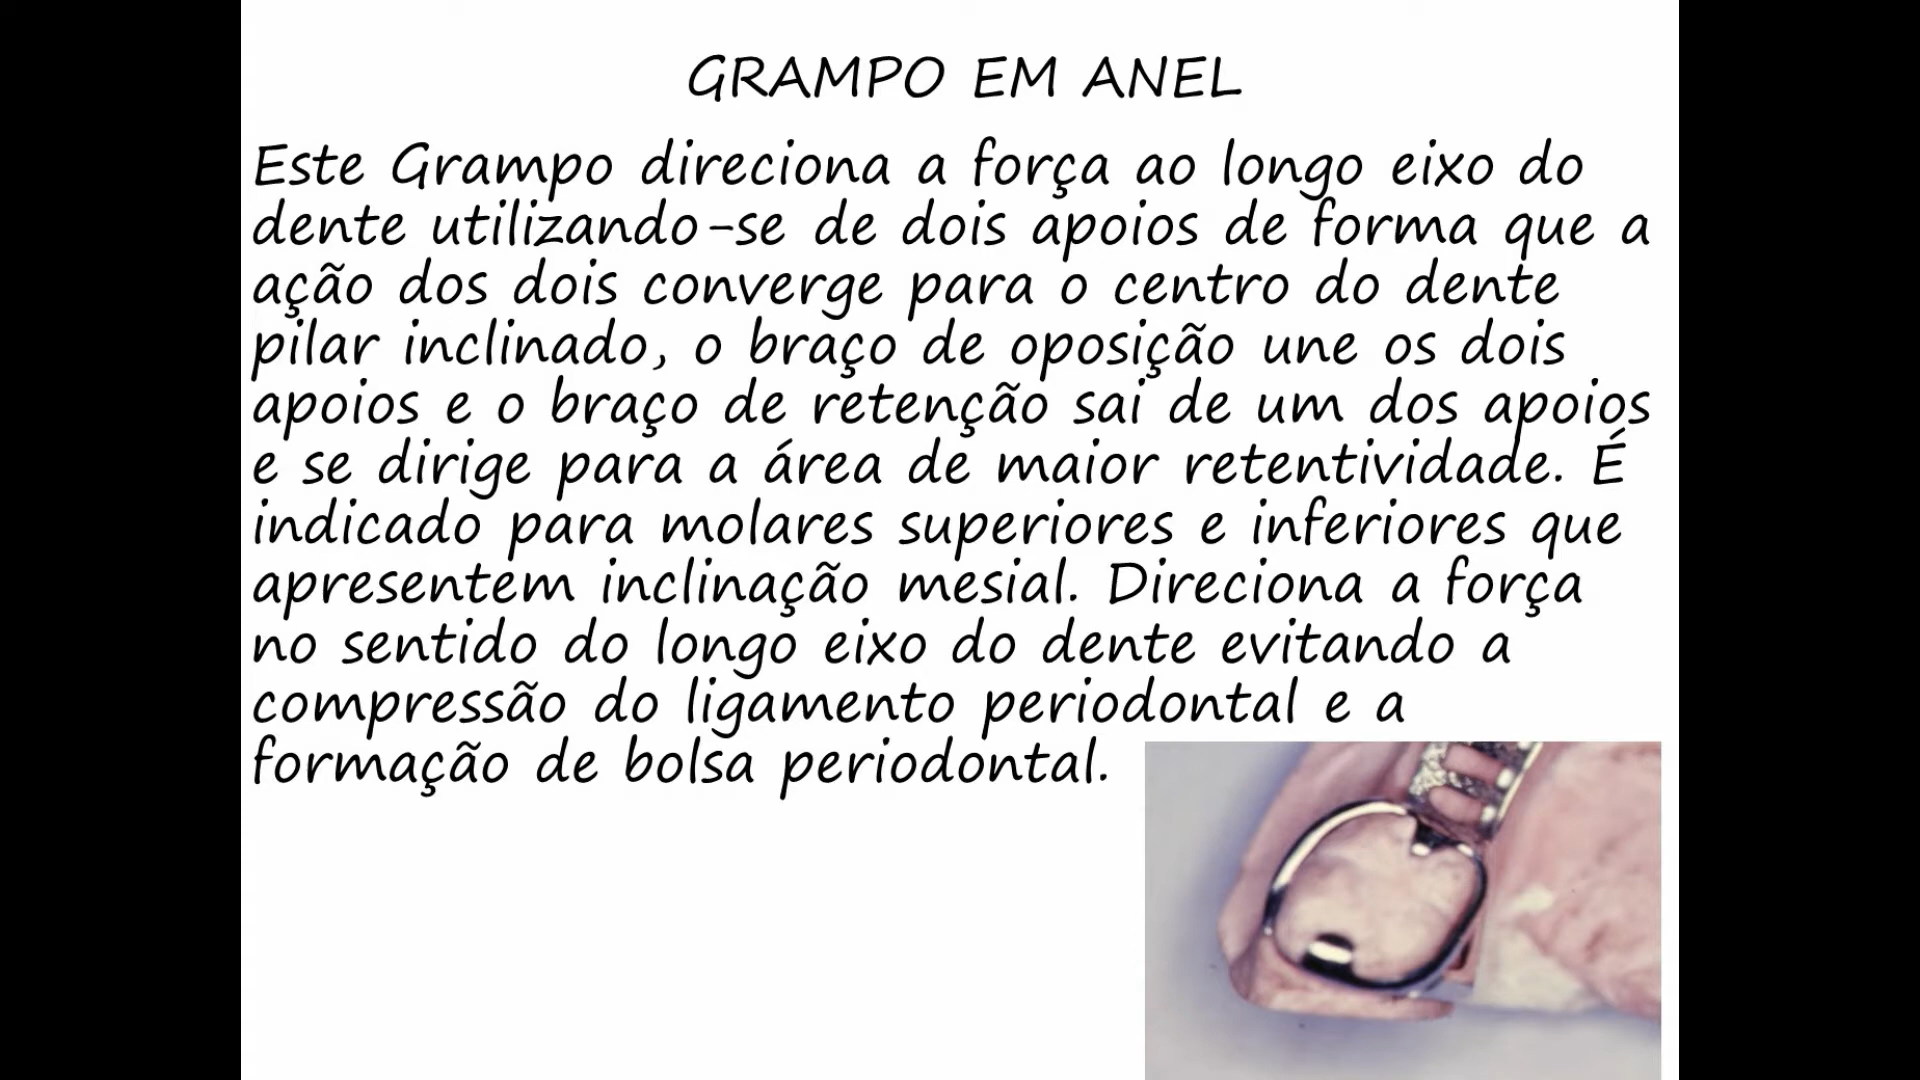 GRAMPO EM ANEL
Este Grampo direciona a força ao longo eixo do
dente utilizando-se de dois apoios de forma que a
ação dos dois converge para o centro do dente
pilar inclinado, o braço de oposição une os dois
apoios e o braço de retenção sai de um dos apoios
e se dirige para a área de maior retentividade. É
indicado para molares superiores e inferiores que
apresentem inclinação mesial. Direciona a força
no sentido do longo eixo do dente evitando a
compressão do ligamento periodontal e a
formação de bolsa periodontal.